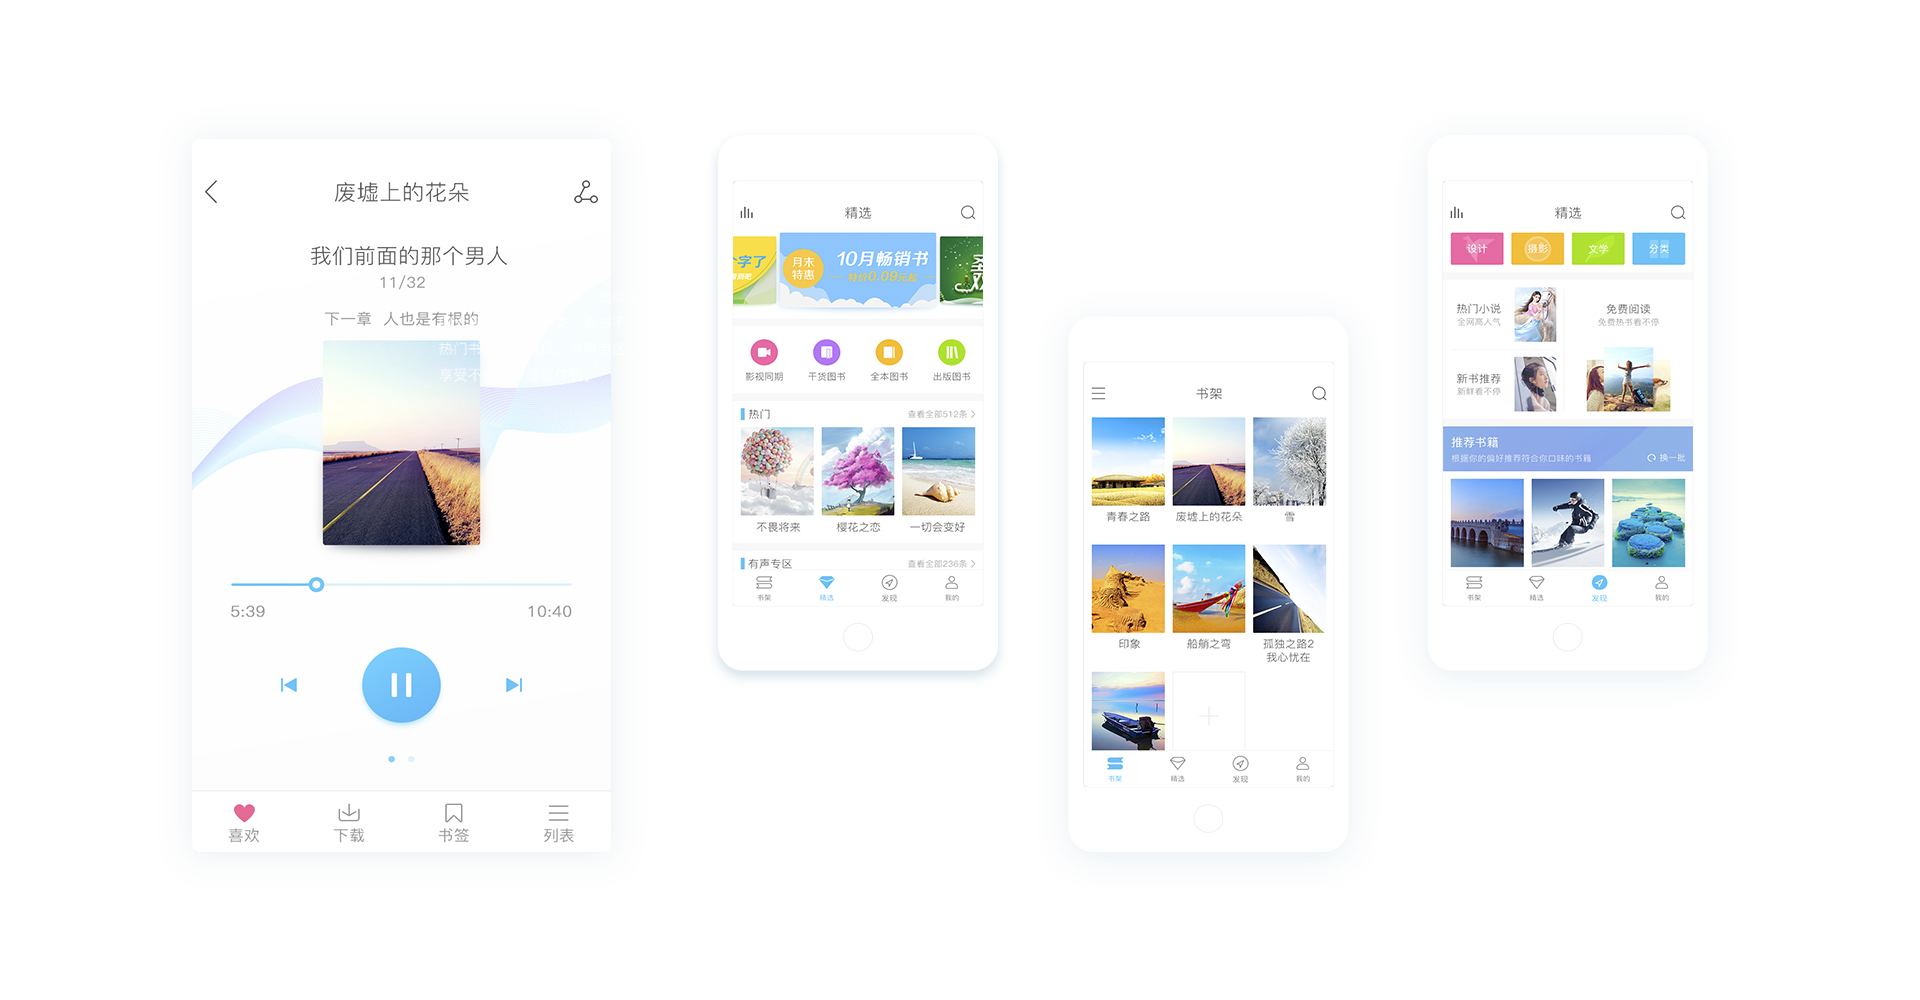 废墟上的花朵
我们前面的那个男人
11/32
下一章 人也是有根的
热门书
享受不
5:39
10:40
喜欢
下载
书签
列表
精选
个字了
月末
特惠
10月畅销书
影视同期
干货图书
全本图书
出版图书
热门
查看全部512条
不畏将来
樱花之恋
一切会变好
有声专区
查看全部236条
书架
精选
发现
我的
书架
青春之路
废墟上的花朵
雪
印象
船艄之弯
孤独之路2
我心忧在
书架
精选
发现
我的
精选
设计
摄影
文学
分类
热门小说
全网高人气
免费阅读
免费热书看不停
新书推荐
新鲜看不停
推荐书籍
根据你的偏好推荐符合你口味的书籍
换一批
书架
精选
发现
我的